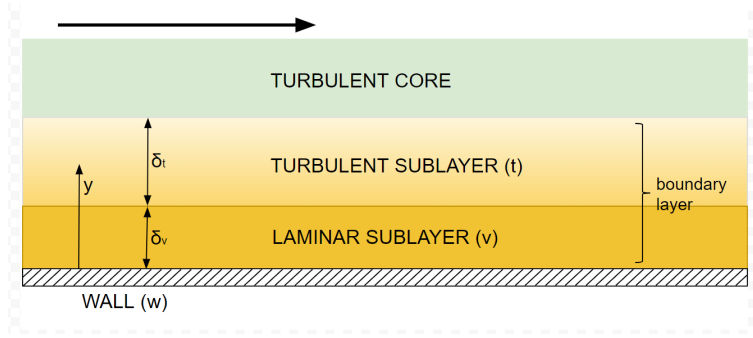 TURBULENT CORE
δt
TURBULENT SUBLAYER (t)
y
boundary
layer
δv
LAMINAR SUBLAYER (v)
WALL (w)